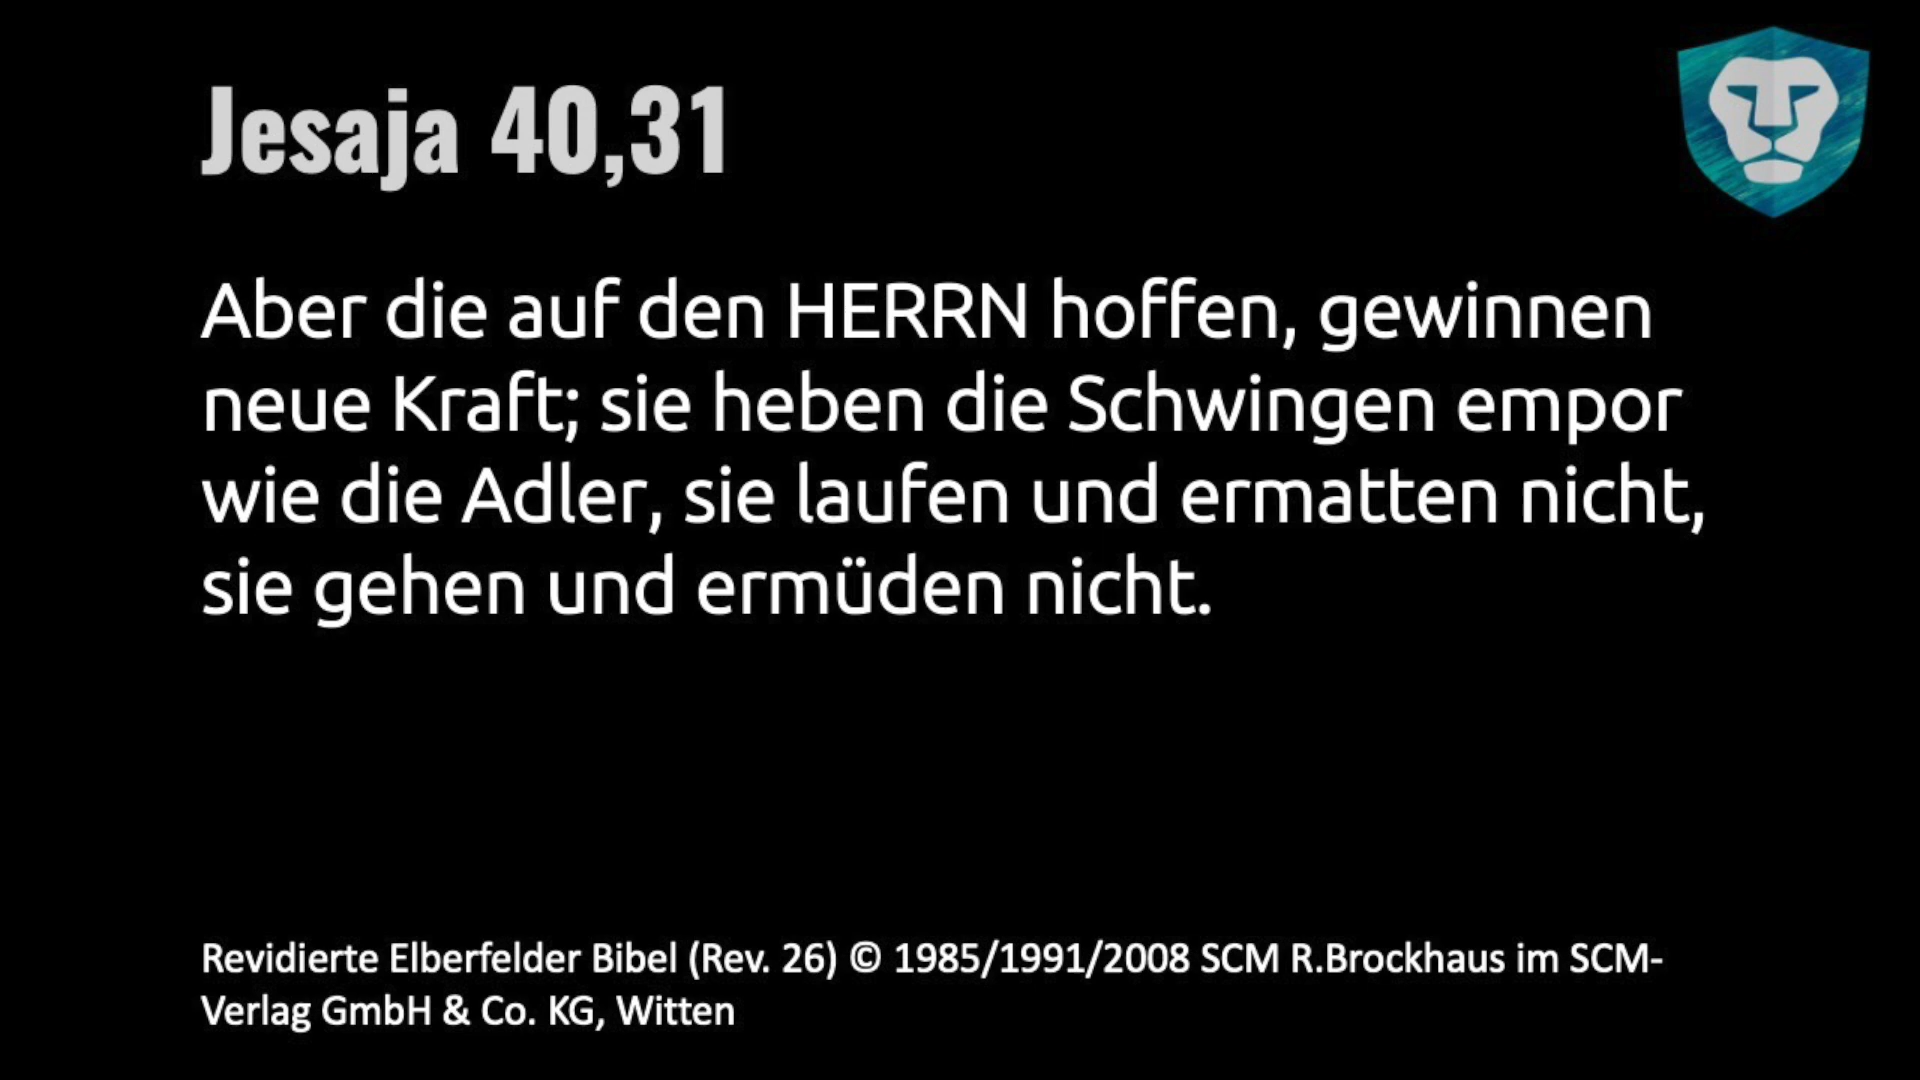 Jesaja 40,31
Aber die auf den HERRN hoffen, gewinnen
neue Kraft; sie heben die Schwingen empor
wie die Adler, sie laufen und ermatten nicht,
sie gehen und ermüden nicht.
Revidierte Elberfelder Bibel (Rev. 26) © 1985/1991/2008 SCM R.Brockhaus im SCM-
Verlag GmbH & Co. KG, Witten